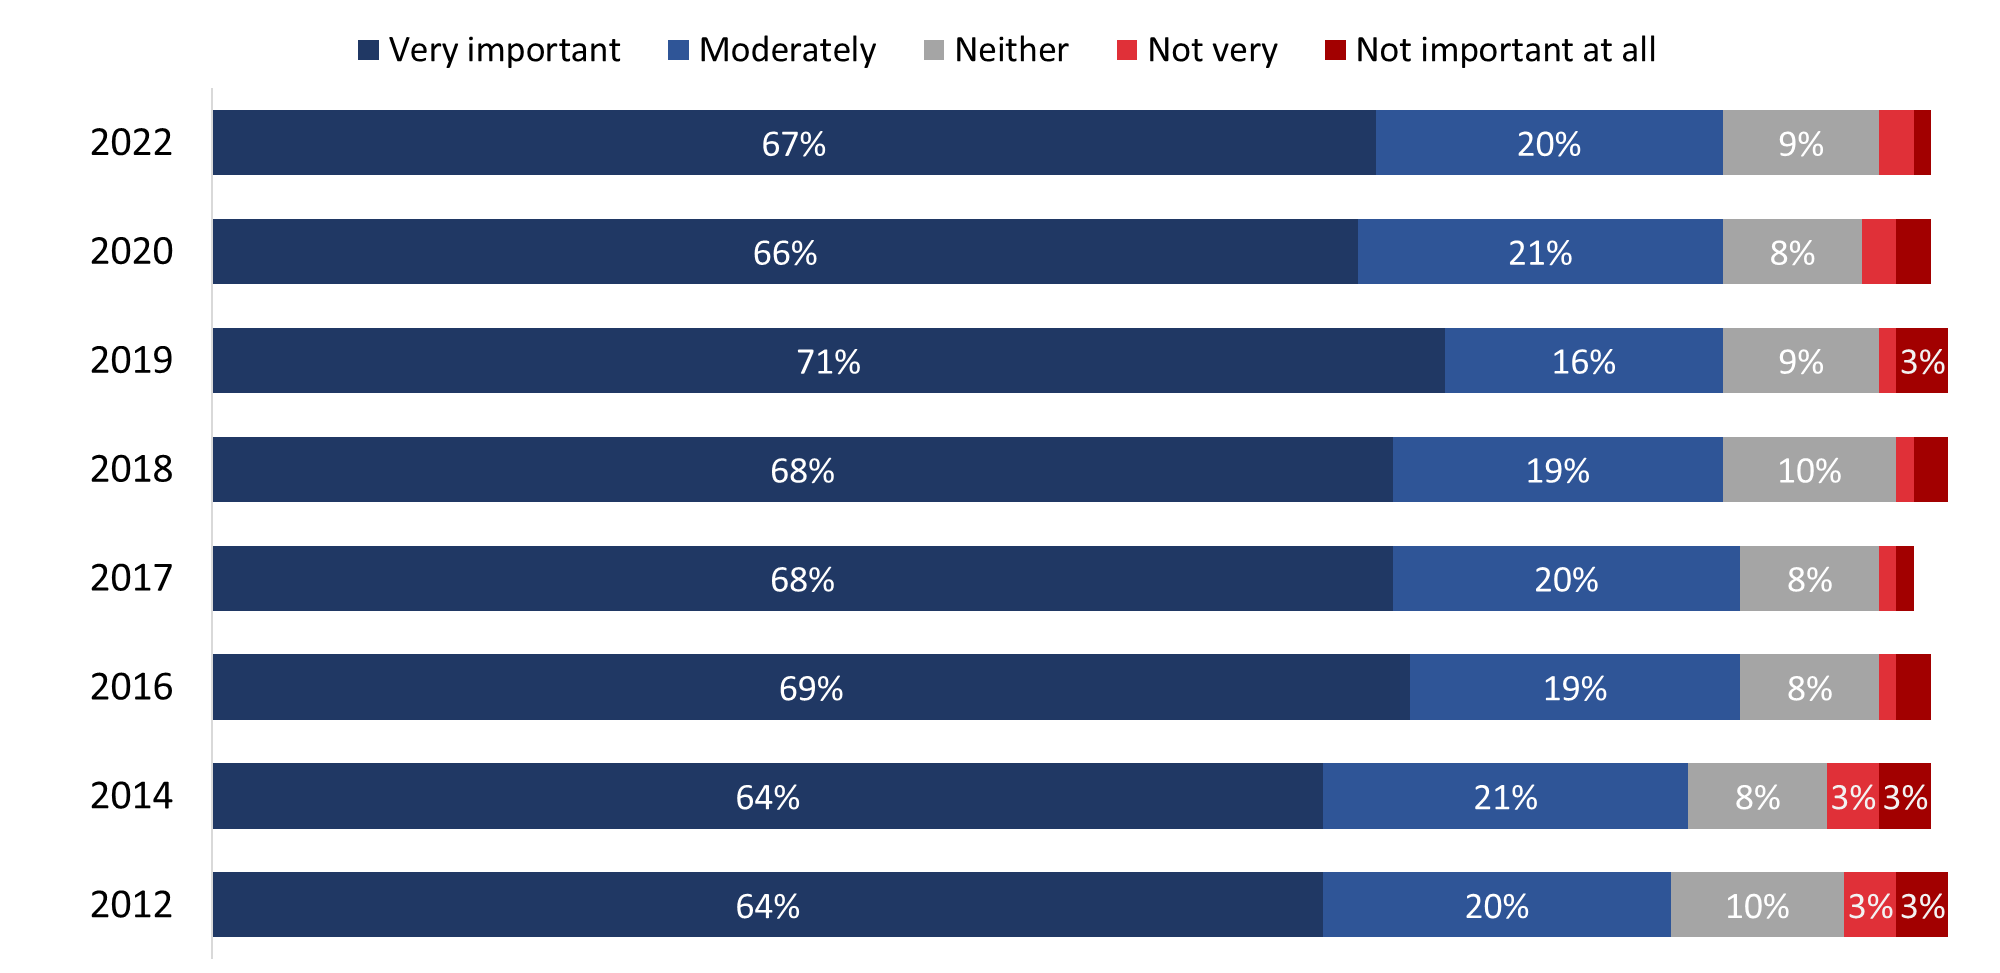 Very important Moderately Neither Not very Not important at all
2022 67% 20% 9%
2020 66% 21% 8%
2019 71% 16% 9% 3%
2018 68% 19% 10%
2017 68% 20% 8%
2016 69% 19% 8%
2014 64% 21% 8% 3% 3%
2012 64% 20% 10% 3% 3%